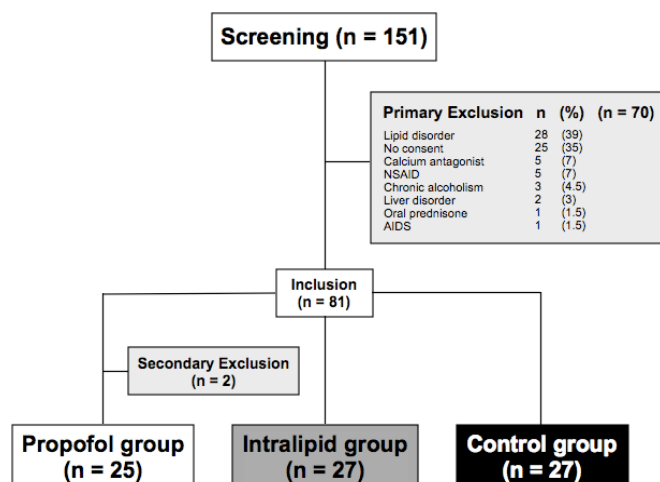 Screening (n = 151)
Primary Exclusion n (%) (n = 70)
Lipid disorder 28 (39)
No consent 25 (35)
Calcium antagonist 5 (7)
NSAID 5 (7)
Chronic alcoholism 3 (4.5)
Liver disorder 2 (3)
Oral prednisone 1 (1.5)
AIDS 1 (1.5)
Inclusion
(n = 81)
Secondary Exclusion
(n = 2)
Propofol group
(n = 25)
Intralipid group
(n = 27)
Control group
(n = 27)